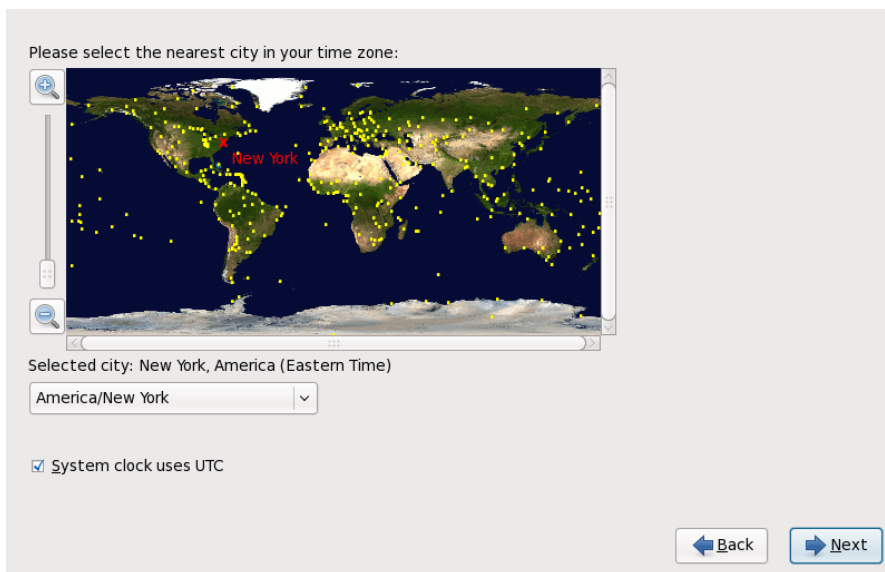 Please select the nearest city in your time zone:
New York
Selected city: New York, America (Eastern Time)
America/New York
System clock uses UTC
Back
Next